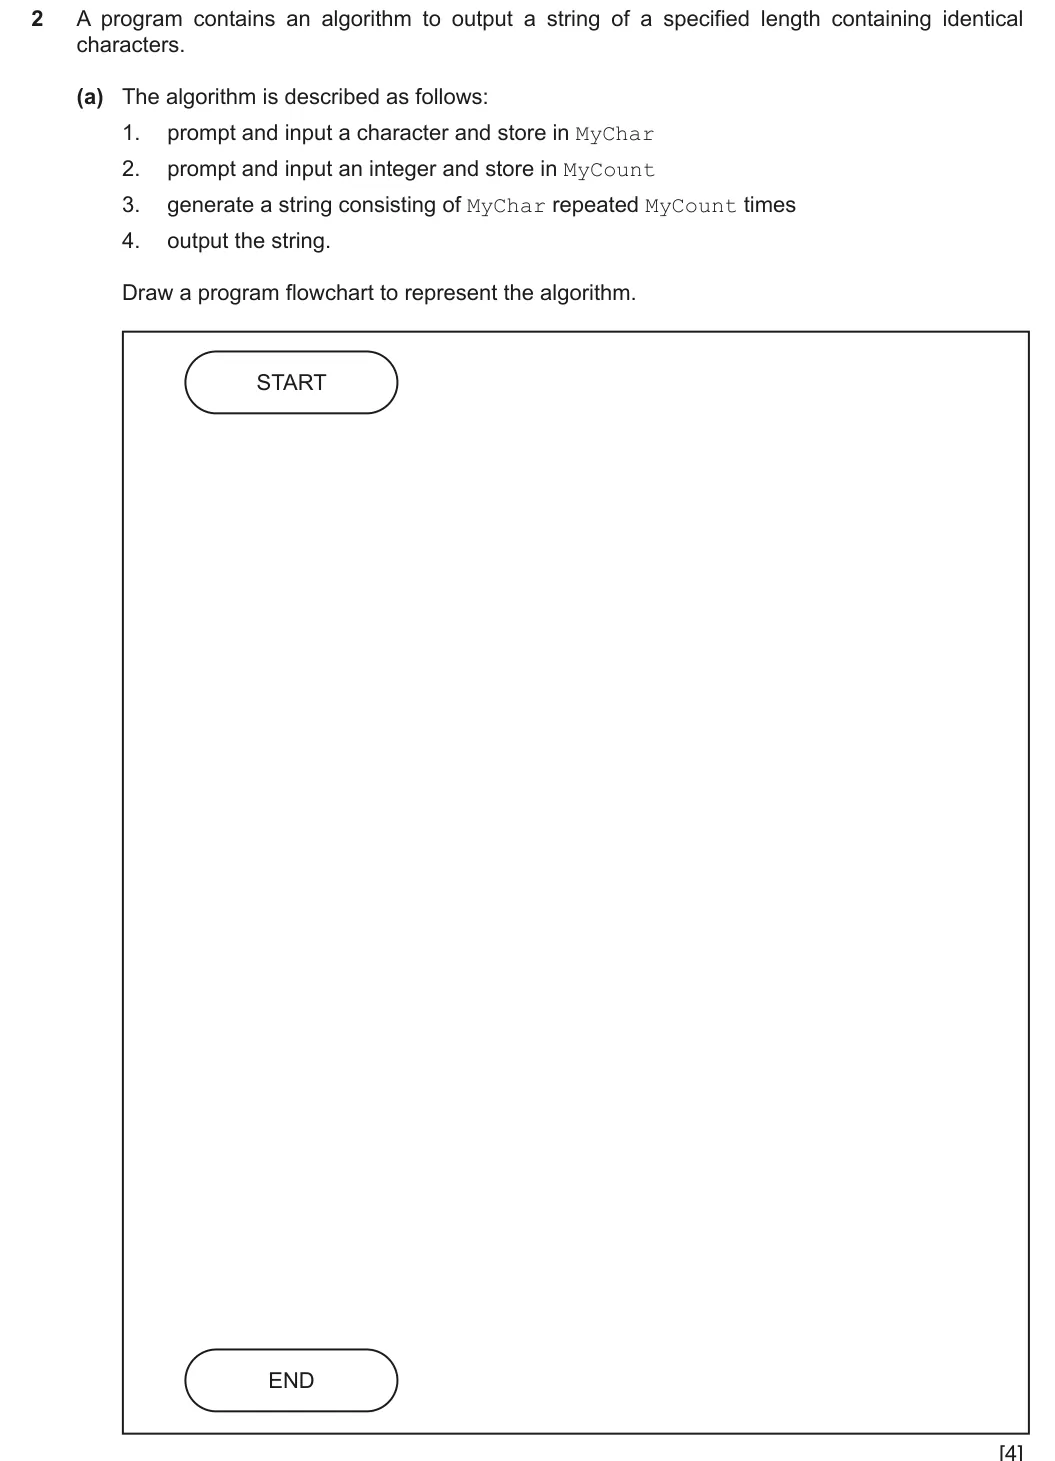 2 A program contains an algorithm to output a string of a specified length containing identical
characters.
(a) The algorithm is described as follows:
1. prompt and input a character and store in MyChar
2. prompt and input an integer and store in MyCount
3. generate a string consisting of MyChar repeated MyCount times
4. output the string.
Draw a program flowchart to represent the algorithm.
START
END
[4]